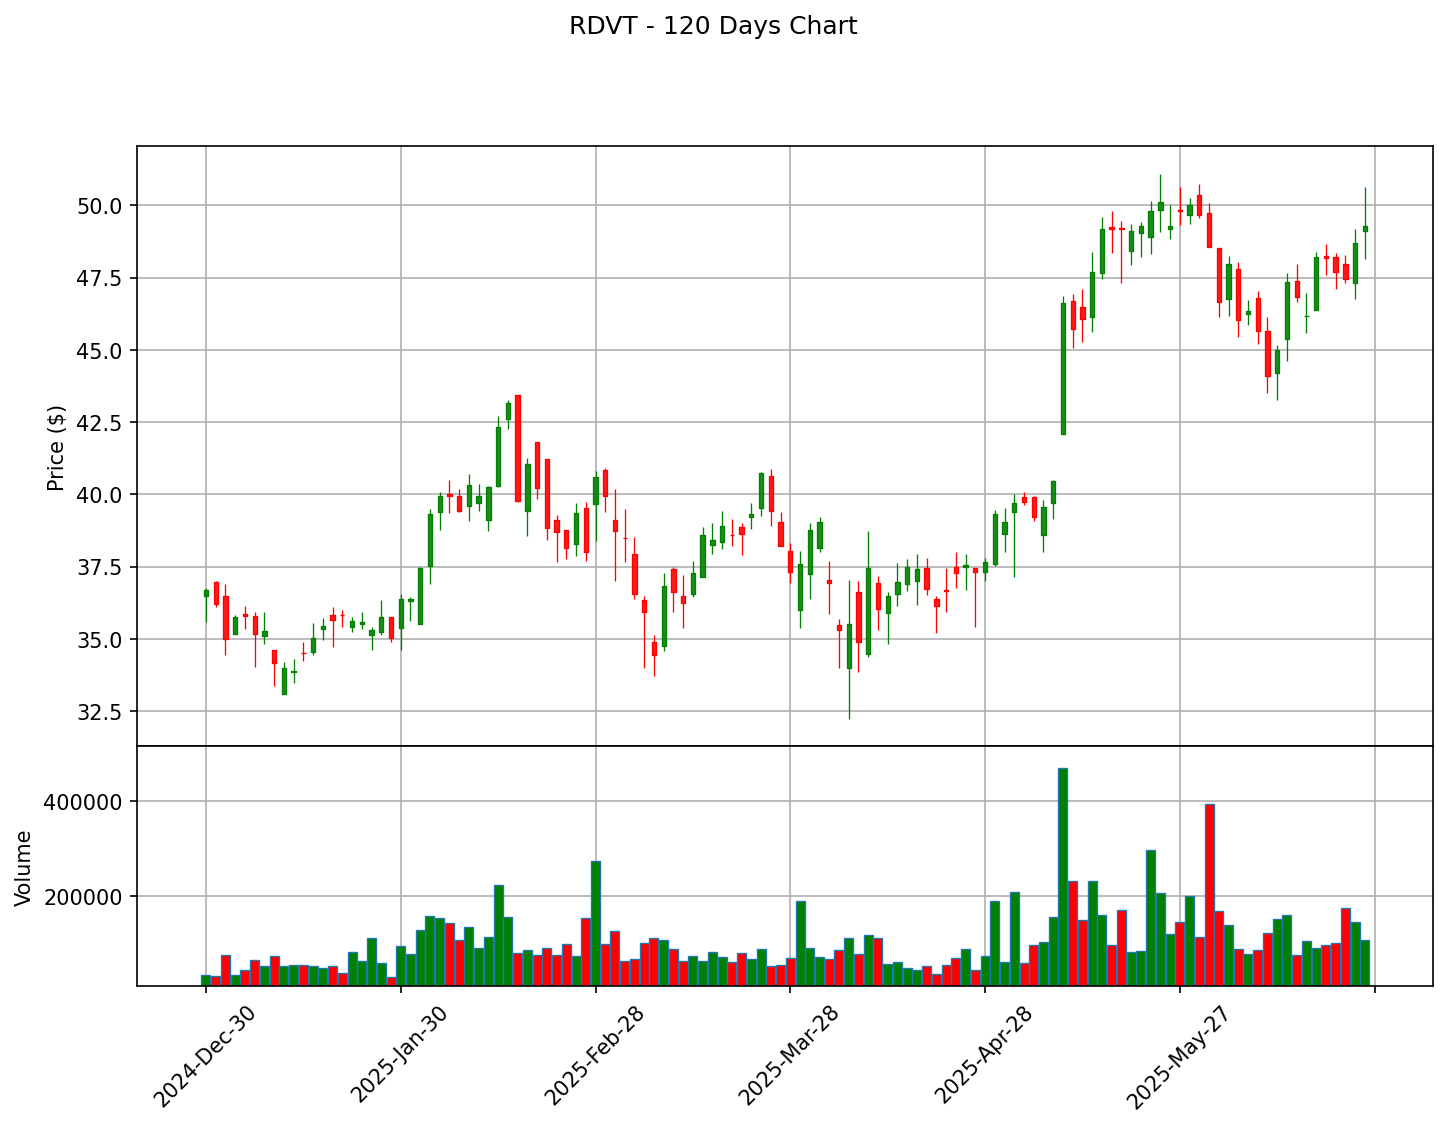 RDVT - 120 Days Chart
Price ($)
50.0
47.5
45.0
42.5
40.0
37.5
35.0
32.5
Volume
400000
200000
2024-Dec-30
2025-Jan-30
2025-Feb-28
2025-Mar-28
2025-Apr-28
2025-May-27